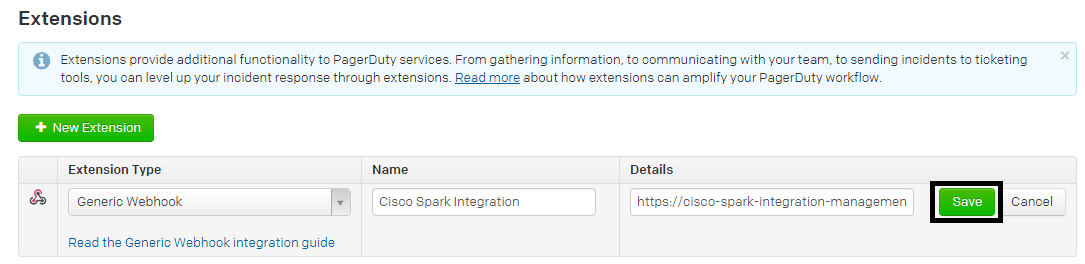 Extensions
Extensions provide additional functionality to PagerDuty services. From gathering information, to communicating with your team, to sending incidents to ticketing
tools, you can level up your incident response through extensions. Read more about how extensions can amplify your PagerDuty workflow.
×
+ New Extension
Extension Type Name Details
Generic Webhook Cisco Spark Integration https://cisco-spark-integration-managemen Save Cancel
Read the Generic Webhook integration guide